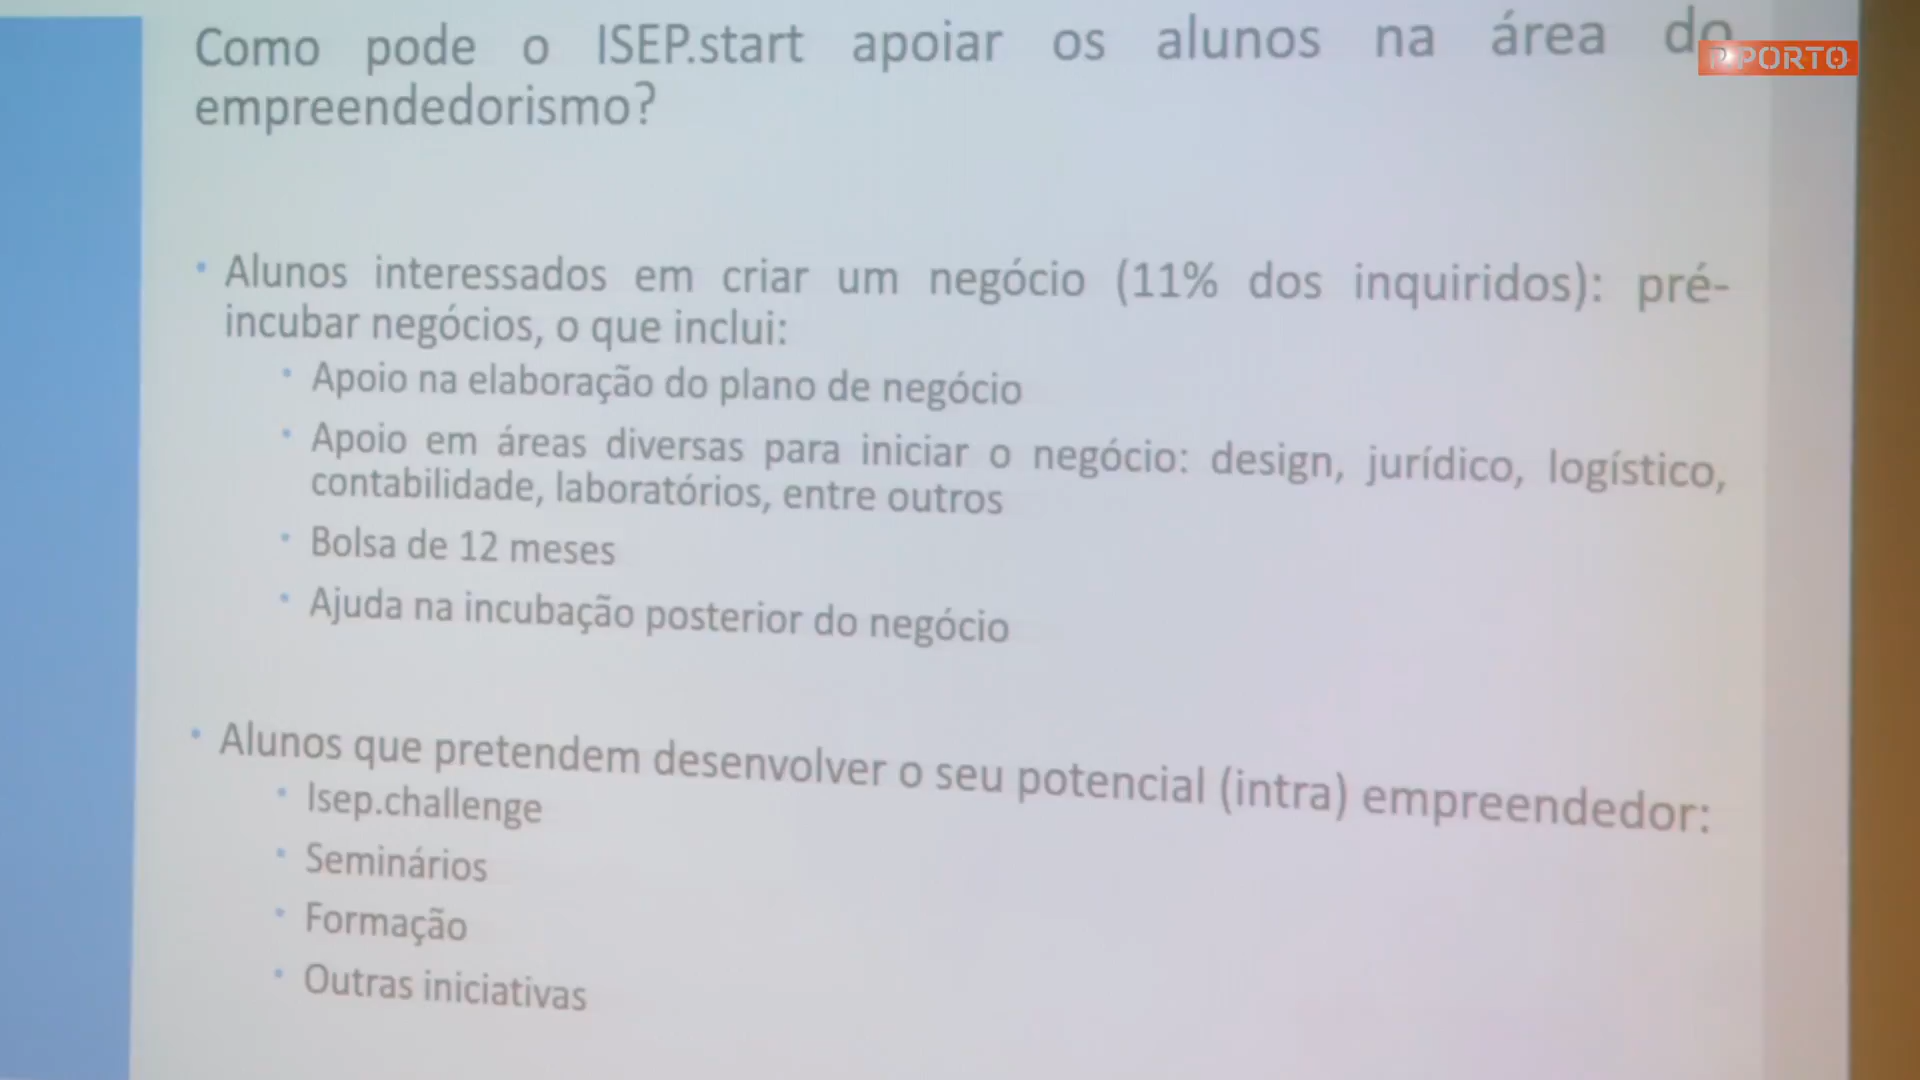 Como pode o ISEP.start apoiar os alunos na área do
P.PORTO
empreendedorismo?
• Alunos interessados em criar um negócio (11% dos inquiridos): pré-
incubar negócios, o que inclui:
• Apoio na elaboração do plano de negócio
• Apoio em áreas diversas para iniciar o negócio: design, jurídico, logístico,
contabilidade, laboratórios, entre outros
• Bolsa de 12 meses
• Ajuda na incubação posterior do negócio
• Alunos que pretendem desenvolver o seu potencial (intra) empreendedor:
• Isep.challenge
• Seminários
• Formação
• Outras iniciativas